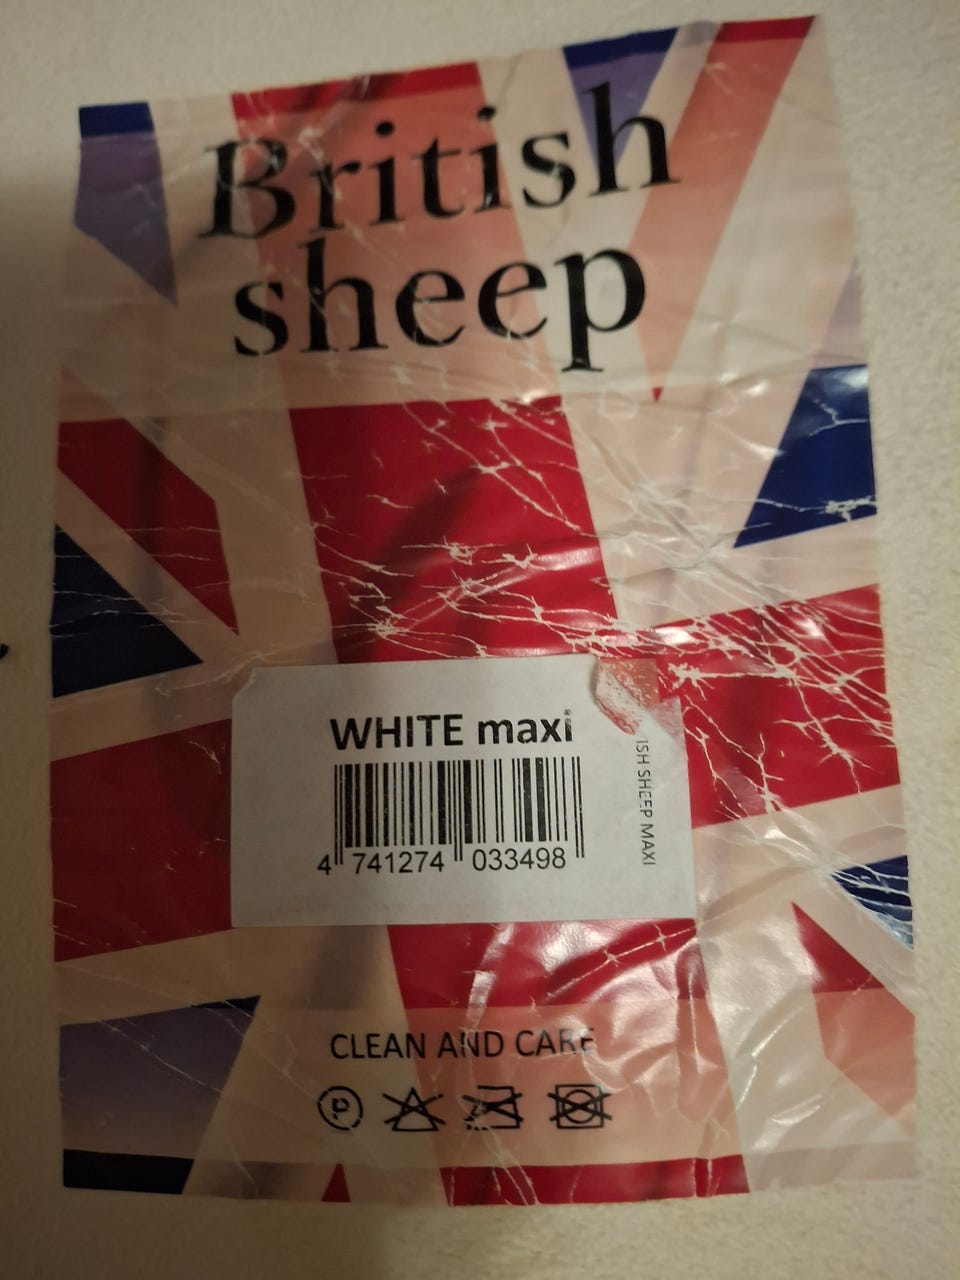 British
sheep
WHITE maxi
ISH SHEEP MAXI
4 741274 033498
CLEAN AND CARE
P